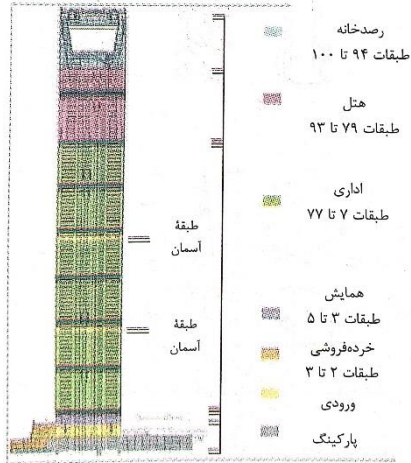 رصدخانه
طبقات ۹۴ تا ۱۰۰
هتل
طبقات ۷۹ تا ۹۳
اداری
طبقات ۷ تا ۷۷
طبقهٔ
آسمان
همایش
طبقات ۳ تا ۵
طبقهٔ
آسمان
خرده‌فروشی
طبقات ۲ تا ۳
ورودی
پارکینگ